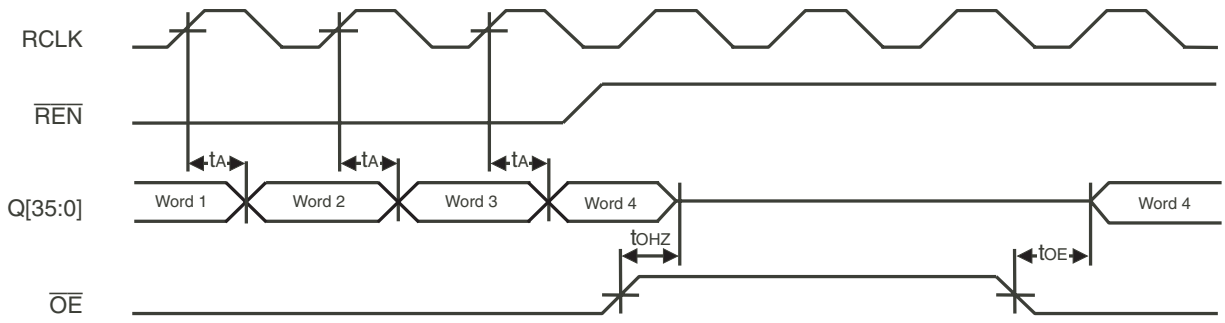 RCLK
REN
tA tA tA
Q[35:0] Word 1 Word 2 Word 3 Word 4 Word 4
tOHZ tOE
OE